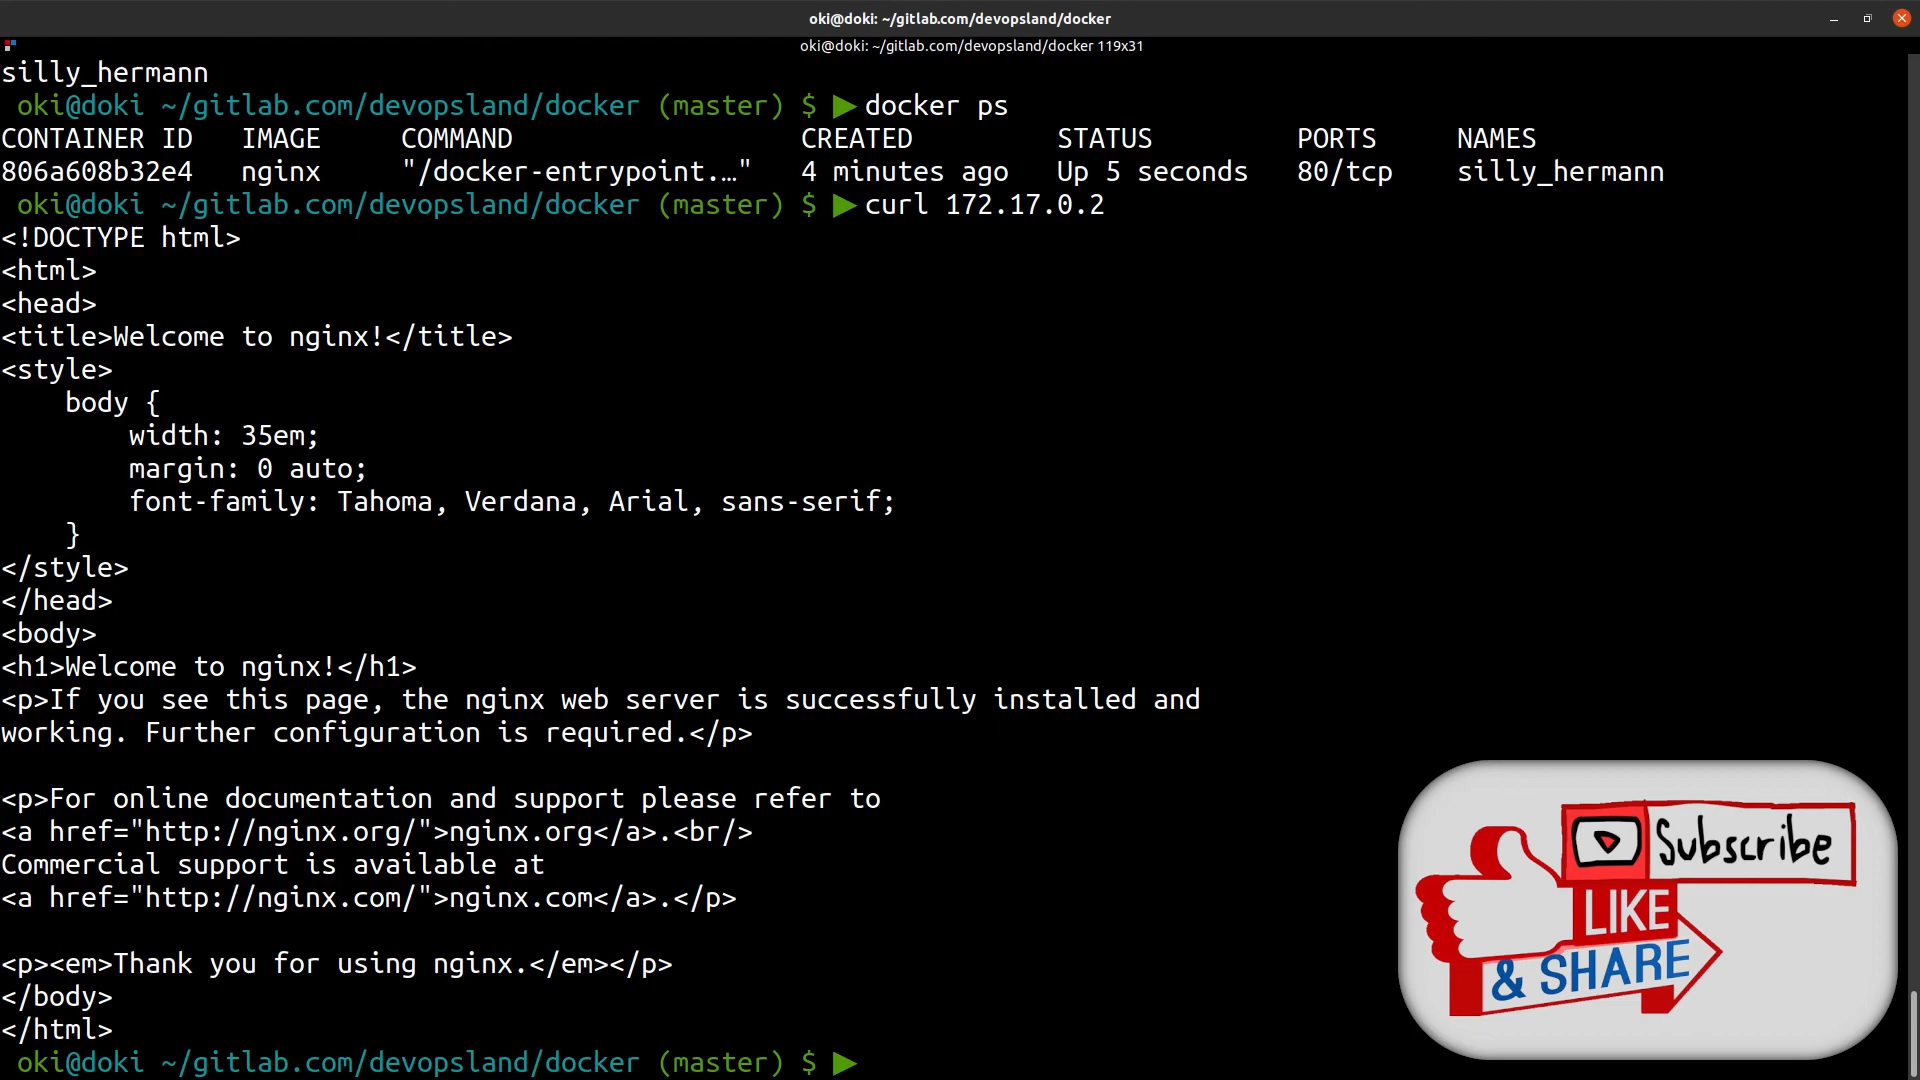 oki@doki: ~/gitlab.com/devopsland/docker
oki@doki: ~/gitlab.com/devopsland/docker 119x31
silly_hermann
oki@doki ~/gitlab.com/devopsland/docker (master) $ ▶docker ps
CONTAINER ID   IMAGE     COMMAND                  CREATED         STATUS         PORTS     NAMES
806a608b32e4   nginx     "/docker-entrypoint.…"   4 minutes ago   Up 5 seconds   80/tcp    silly_hermann
oki@doki ~/gitlab.com/devopsland/docker (master) $ ▶curl 172.17.0.2
<!DOCTYPE html>
<html>
<head>
<title>Welcome to nginx!</title>
<style>
    body {
        width: 35em;
        margin: 0 auto;
        font-family: Tahoma, Verdana, Arial, sans-serif;
    }
</style>
</head>
<body>
<h1>Welcome to nginx!</h1>
<p>If you see this page, the nginx web server is successfully installed and
working. Further configuration is required.</p>

<p>For online documentation and support please refer to
<a href="http://nginx.org/">nginx.org</a>.<br/>
Commercial support is available at
<a href="http://nginx.com/">nginx.com</a>.</p>

<p><em>Thank you for using nginx.</em></p>
</body>
</html>
oki@doki ~/gitlab.com/devopsland/docker (master) $ ▶
Subscribe
LIKE
& SHARE